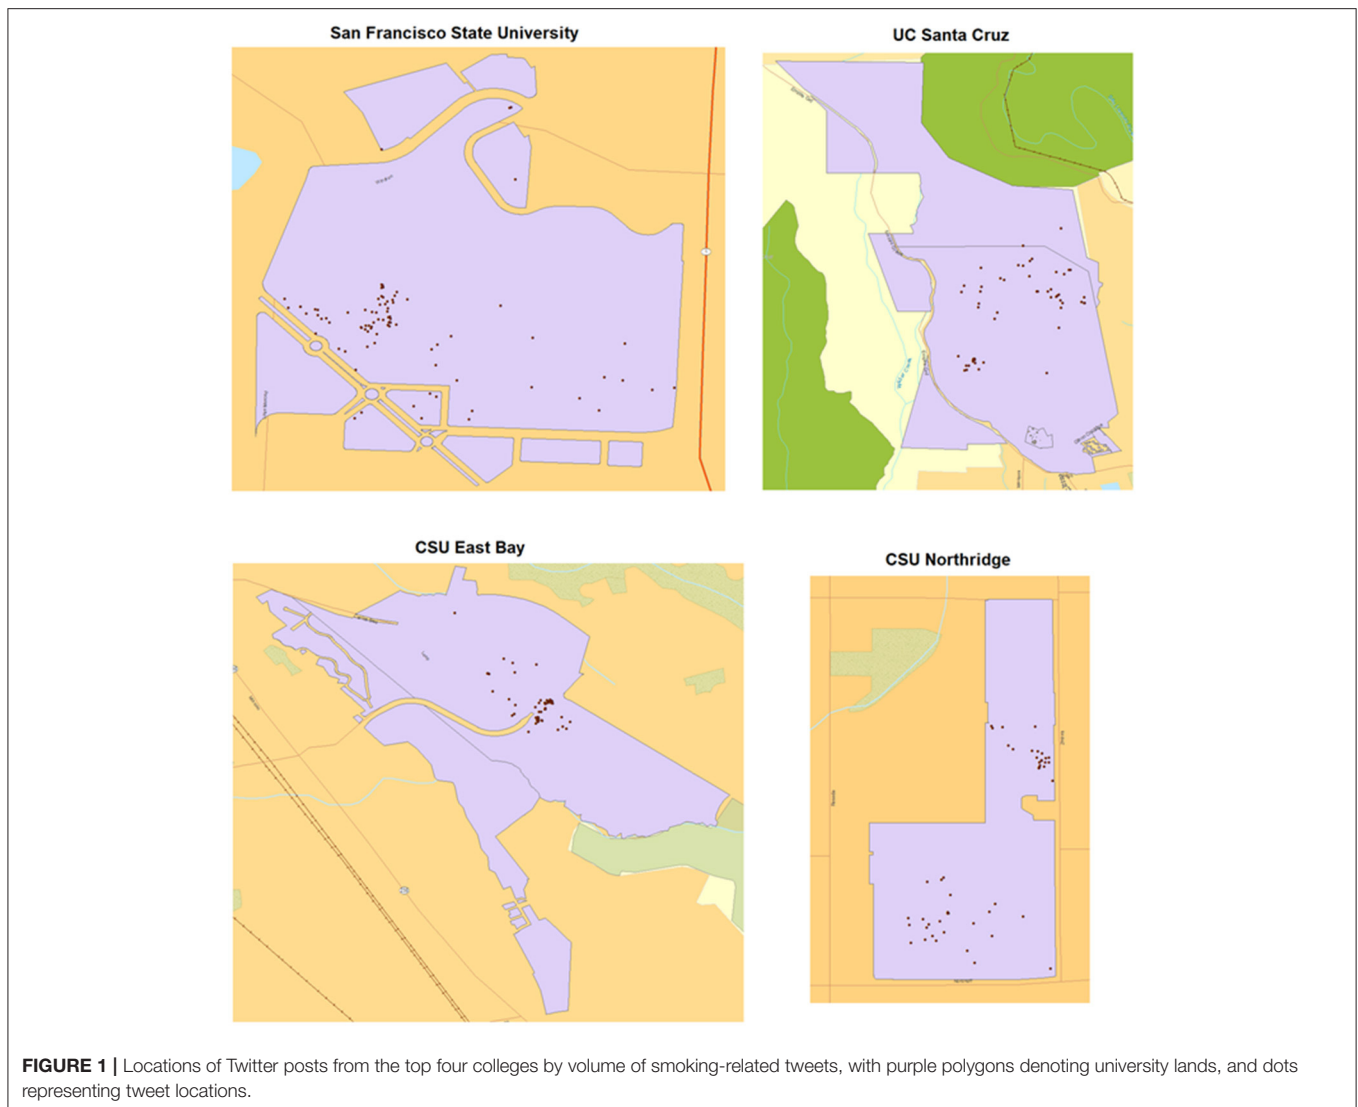 San Francisco State University
UC Santa Cruz
CSU East Bay
CSU Northridge
FIGURE 1 | Locations of Twitter posts from the top four colleges by volume of smoking-related tweets, with purple polygons denoting university lands, and dots
representing tweet locations.